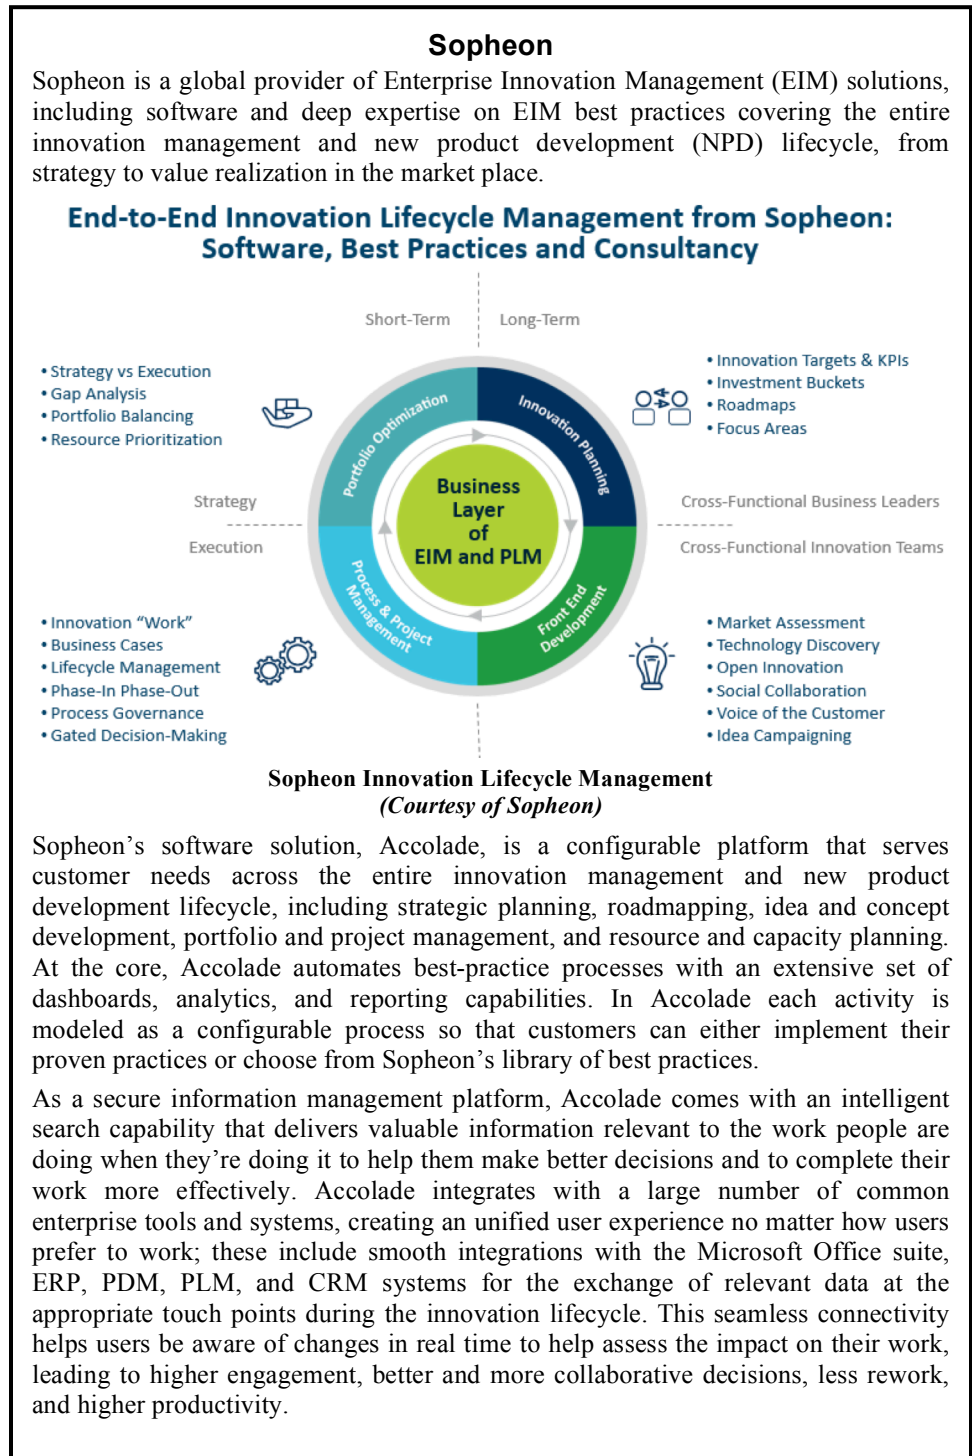 Sopheon
Sopheon is a global provider of Enterprise Innovation Management (EIM) solutions,
including software and deep expertise on EIM best practices covering the entire
innovation management and new product development (NPD) lifecycle, from
strategy to value realization in the market place.
End-to-End Innovation Lifecycle Management from Sopheon:
Software, Best Practices and Consultancy
Short-Term
Long-Term
• Strategy vs Execution
• Gap Analysis
• Portfolio Balancing
• Resource Prioritization
• Innovation Targets & KPIs
• Investment Buckets
• Roadmaps
• Focus Areas
Portfolio Optimization
Innovation Planning
Business
Layer
of
EIM and PLM
Strategy
Execution
Cross-Functional Business Leaders
Cross-Functional Innovation Teams
Process & Project
Management
Front End
Development
• Innovation “Work”
• Business Cases
• Lifecycle Management
• Phase-In Phase-Out
• Process Governance
• Gated Decision-Making
• Market Assessment
• Technology Discovery
• Open Innovation
• Social Collaboration
• Voice of the Customer
• Idea Campaigning
Sopheon Innovation Lifecycle Management
(Courtesy of Sopheon)
Sopheon’s software solution, Accolade, is a configurable platform that serves
customer needs across the entire innovation management and new product
development lifecycle, including strategic planning, roadmapping, idea and concept
development, portfolio and project management, and resource and capacity planning.
At the core, Accolade automates best-practice processes with an extensive set of
dashboards, analytics, and reporting capabilities. In Accolade each activity is
modeled as a configurable process so that customers can either implement their
proven practices or choose from Sopheon’s library of best practices.
As a secure information management platform, Accolade comes with an intelligent
search capability that delivers valuable information relevant to the work people are
doing when they’re doing it to help them make better decisions and to complete their
work more effectively. Accolade integrates with a large number of common
enterprise tools and systems, creating an unified user experience no matter how users
prefer to work; these include smooth integrations with the Microsoft Office suite,
ERP, PDM, PLM, and CRM systems for the exchange of relevant data at the
appropriate touch points during the innovation lifecycle. This seamless connectivity
helps users be aware of changes in real time to help assess the impact on their work,
leading to higher engagement, better and more collaborative decisions, less rework,
and higher productivity.